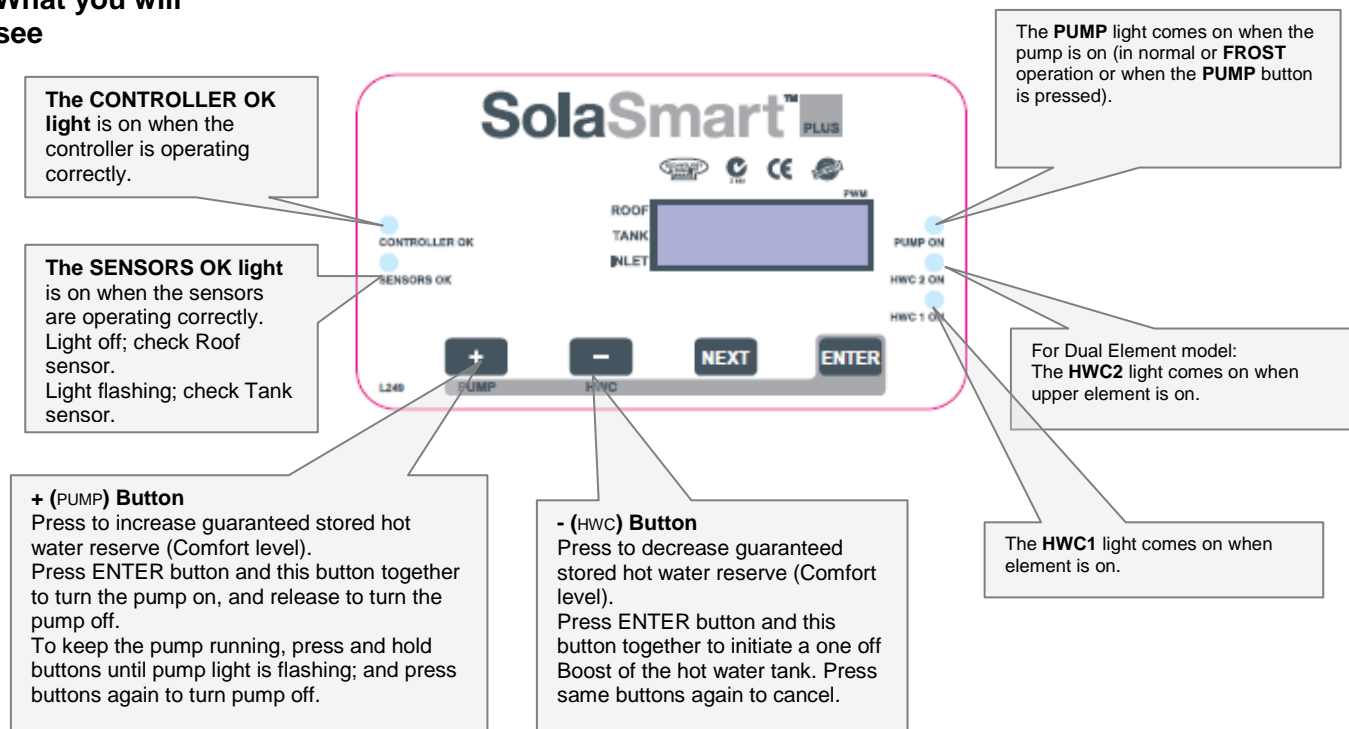 What you will
see
The CONTROLLER OK
light is on when the
controller is operating
correctly.
The SENSORS OK light
is on when the sensors
are operating correctly.
Light off; check Roof
sensor.
Light flashing; check Tank
sensor.
SolaSmart™ PLUS
PWM
ROOF
TANK
INLET
CONTROLLER OK
SENSORS OK
PUMP ON
HWC 2 ON
HWC 1 ON
+
-
NEXT
ENTER
L249
PUMP
HWC
The PUMP light comes on when the
pump is on (in normal or FROST
operation or when the PUMP button
is pressed).
For Dual Element model:
The HWC2 light comes on when
upper element is on.
The HWC1 light comes on when
element is on.
+ (PUMP) Button
Press to increase guaranteed stored hot
water reserve (Comfort level).
Press ENTER button and this button together
to turn the pump on, and release to turn the
pump off.
To keep the pump running, press and hold
buttons until pump light is flashing; and press
buttons again to turn pump off.
- (HWC) Button
Press to decrease guaranteed
stored hot water reserve (Comfort
level).
Press ENTER button and this
button together to initiate a one off
Boost of the hot water tank. Press
same buttons again to cancel.